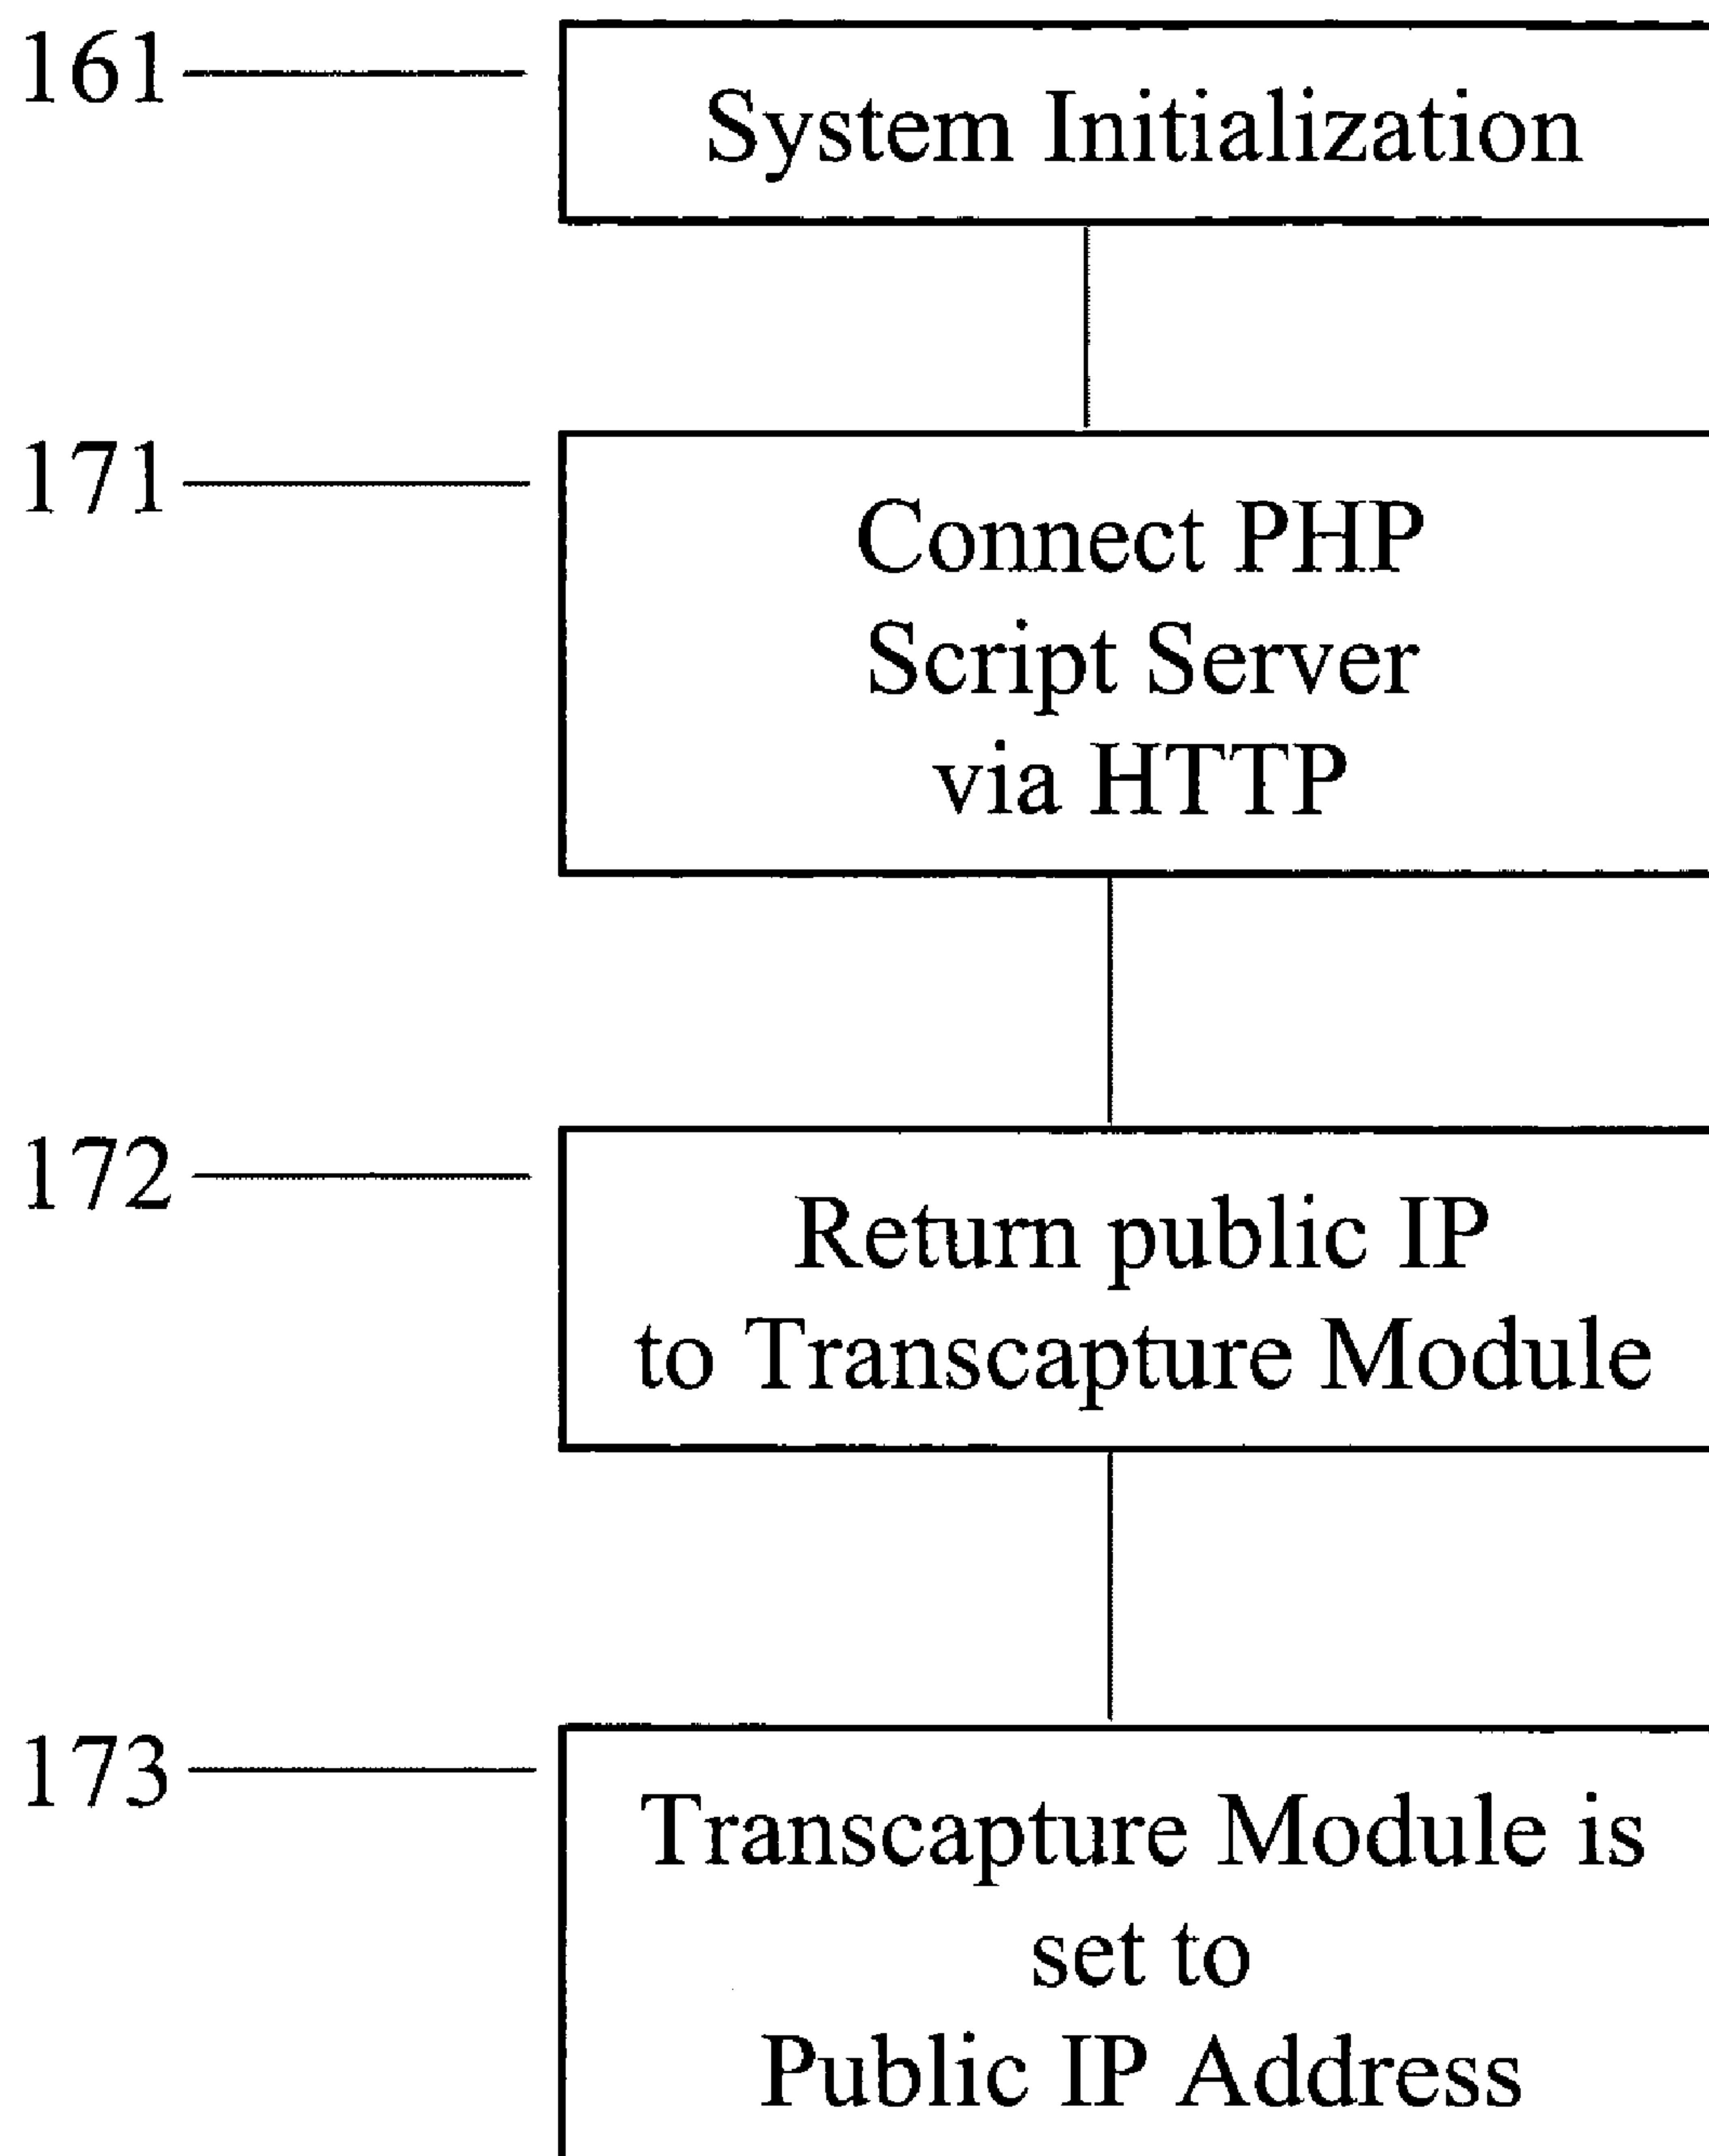 161
System Initialization
171
Connect PHP
Script Server
via HTTP
172
Return public IP
to Transcapture Module
173
Transcapture Module is
set to
Public IP Address